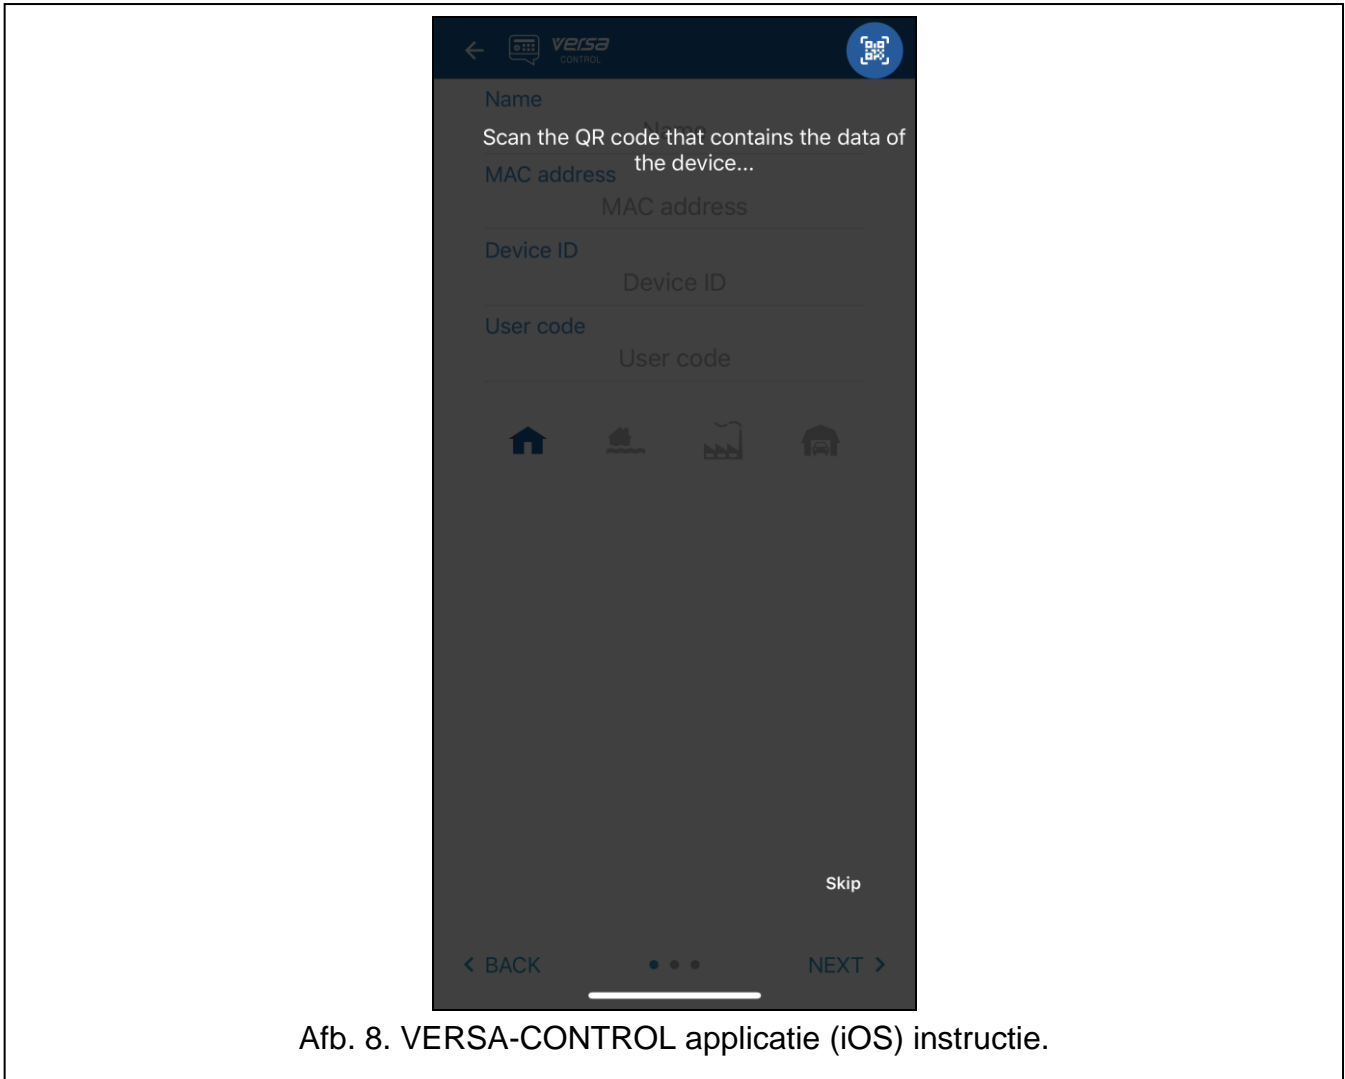 versa
CONTROL
Name
Name
Scan the QR code that contains the data of
the device...
MAC address
MAC address
Device ID
Device ID
User code
User code
Skip
BACK
NEXT
Afb. 8. VERSA-CONTROL applicatie (iOS) instructie.